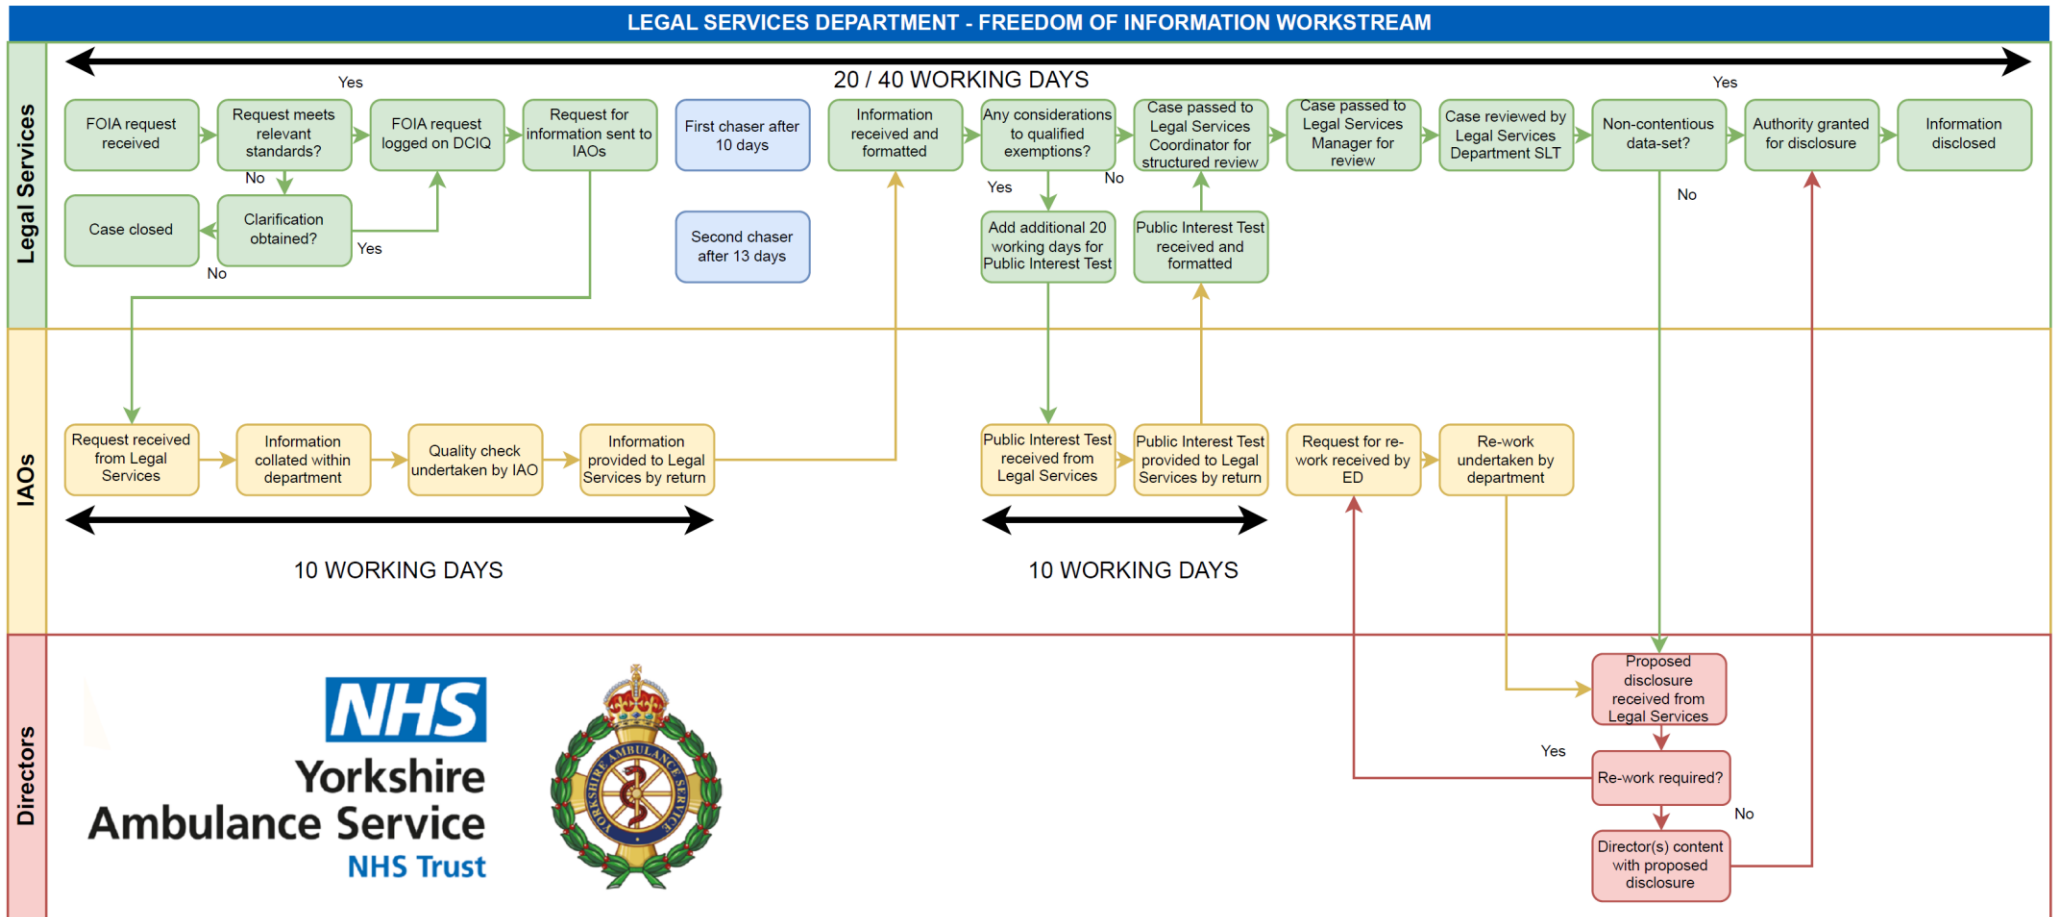 LEGAL SERVICES DEPARTMENT - FREEDOM OF INFORMATION WORKSTREAM
Legal Services
20 / 40 WORKING DAYS
Yes
Yes
FOIA request
received
Request meets
relevant
standards?
FOIA request
logged on DCIQ
Request for
information sent to
IAOs
First chaser after
10 days
Information
received and
formatted
Any considerations
to qualified
exemptions?
Case passed to
Legal Services
Coordinator for
structured review
Case passed to
Legal Services
Manager for
review
Case reviewed by
Legal Services
Department SLT
Non-contentious
data-set?
Authority granted
for disclosure
Information
disclosed
No
Yes
No
No
Case closed
Clarification
obtained?
Yes
No
Second chaser
after 13 days
Add additional 20
working days for
Public Interest Test
Public Interest Test
received and
formatted
IAOs
Request received
from Legal
Services
Information
collated within
department
Quality check
undertaken by IAO
Information
provided to Legal
Services by return
Public Interest Test
received from
Legal Services
Public Interest Test
provided to Legal
Services by return
Request for re-
work received by
ED
Re-work
undertaken by
department
10 WORKING DAYS
10 WORKING DAYS
Directors
NHS
Yorkshire
Ambulance Service
NHS Trust
YORKSHIRE AMBULANCE SERVICE
Proposed
disclosure
received from
Legal Services
Yes
Re-work required?
No
Director(s) content
with proposed
disclosure